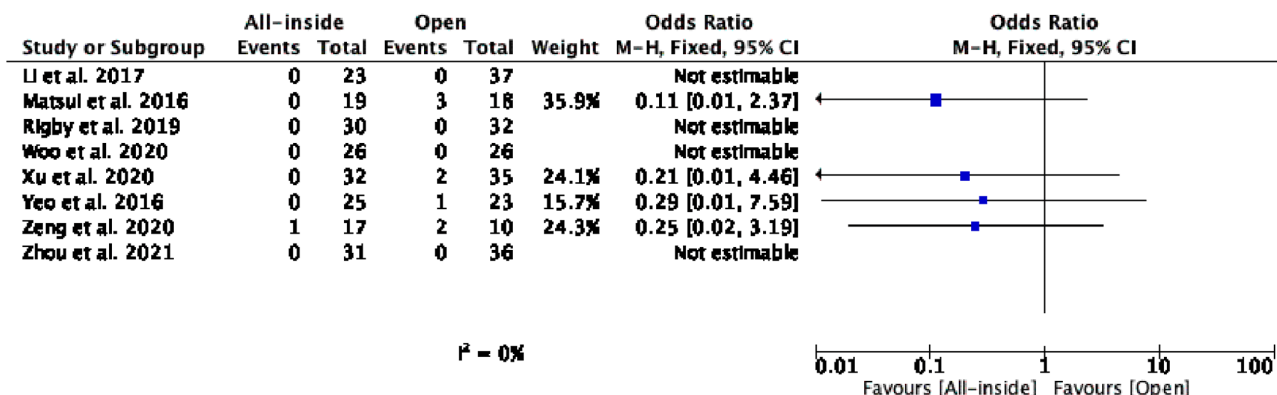 All-inside Open Odds Ratio Odds Ratio
Study or Subgroup Events Total Events Total Weight M-H, Fixed, 95% CI M-H, Fixed, 95% CI
Li et al. 2017 0 23 0 37 Not estimable
Matsui et al. 2016 0 19 3 18 35.9% 0.11 [0.01, 2.37]
Rigby et al. 2019 0 30 0 32 Not estimable
Woo et al. 2020 0 26 0 26 Not estimable
Xu et al. 2020 0 32 2 35 24.1% 0.21 [0.01, 4.46]
Yeo et al. 2016 0 25 1 23 15.7% 0.29 [0.01, 7.59]
Zeng et al. 2020 1 17 2 10 24.3% 0.25 [0.02, 3.19]
Zhou et al. 2021 0 31 0 36 Not estimable
I² = 0%
0.01 0.1 1 10 100
Favours [All-inside] Favours [Open]